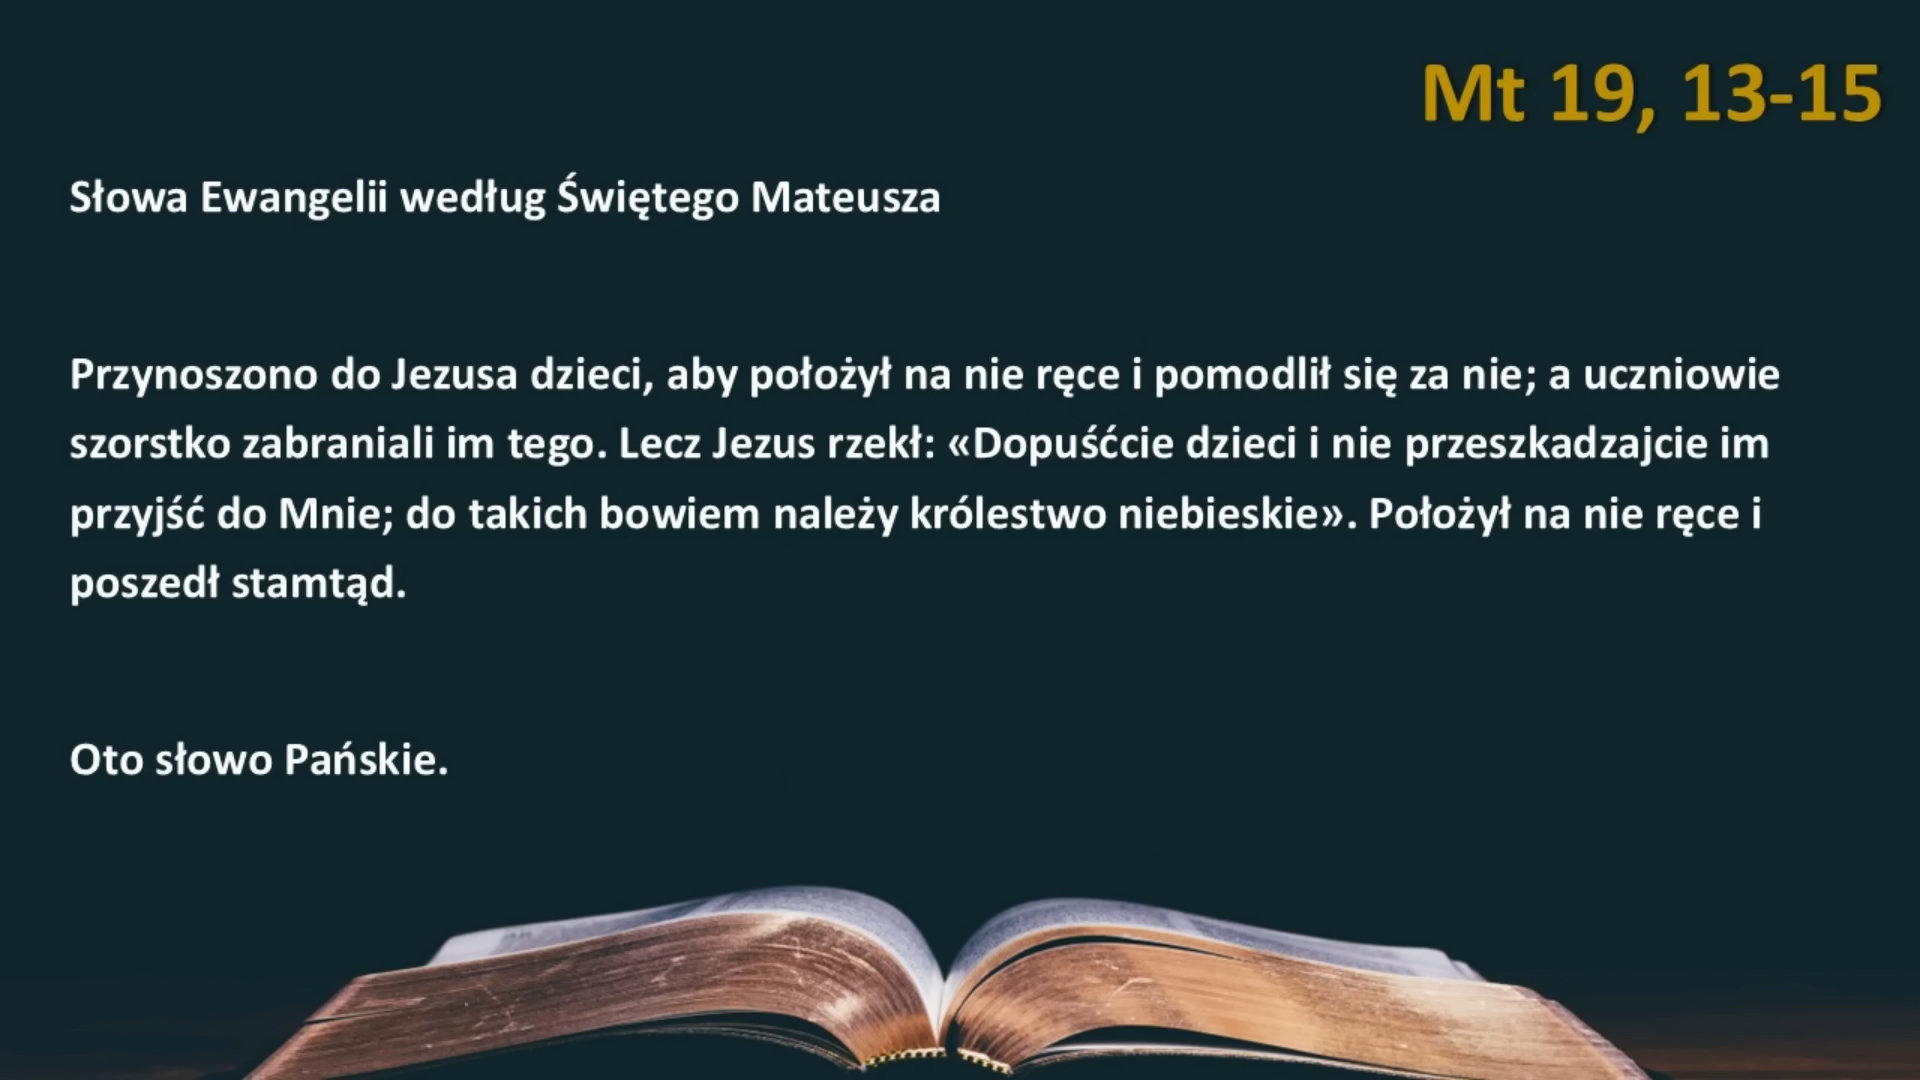 Mt 19, 13-15
Słowa Ewangelii według Świętego Mateusza
Przynoszono do Jezusa dzieci, aby położył na nie ręce i pomodlił się za nie; a uczniowie
szorstko zabraniali im tego. Lecz Jezus rzekł: «Dopuśćcie dzieci i nie przeszkadzajcie im
przyjść do Mnie; do takich bowiem należy królestwo niebieskie». Położył na nie ręce i
poszedł stamtąd.
Oto słowo Pańskie.